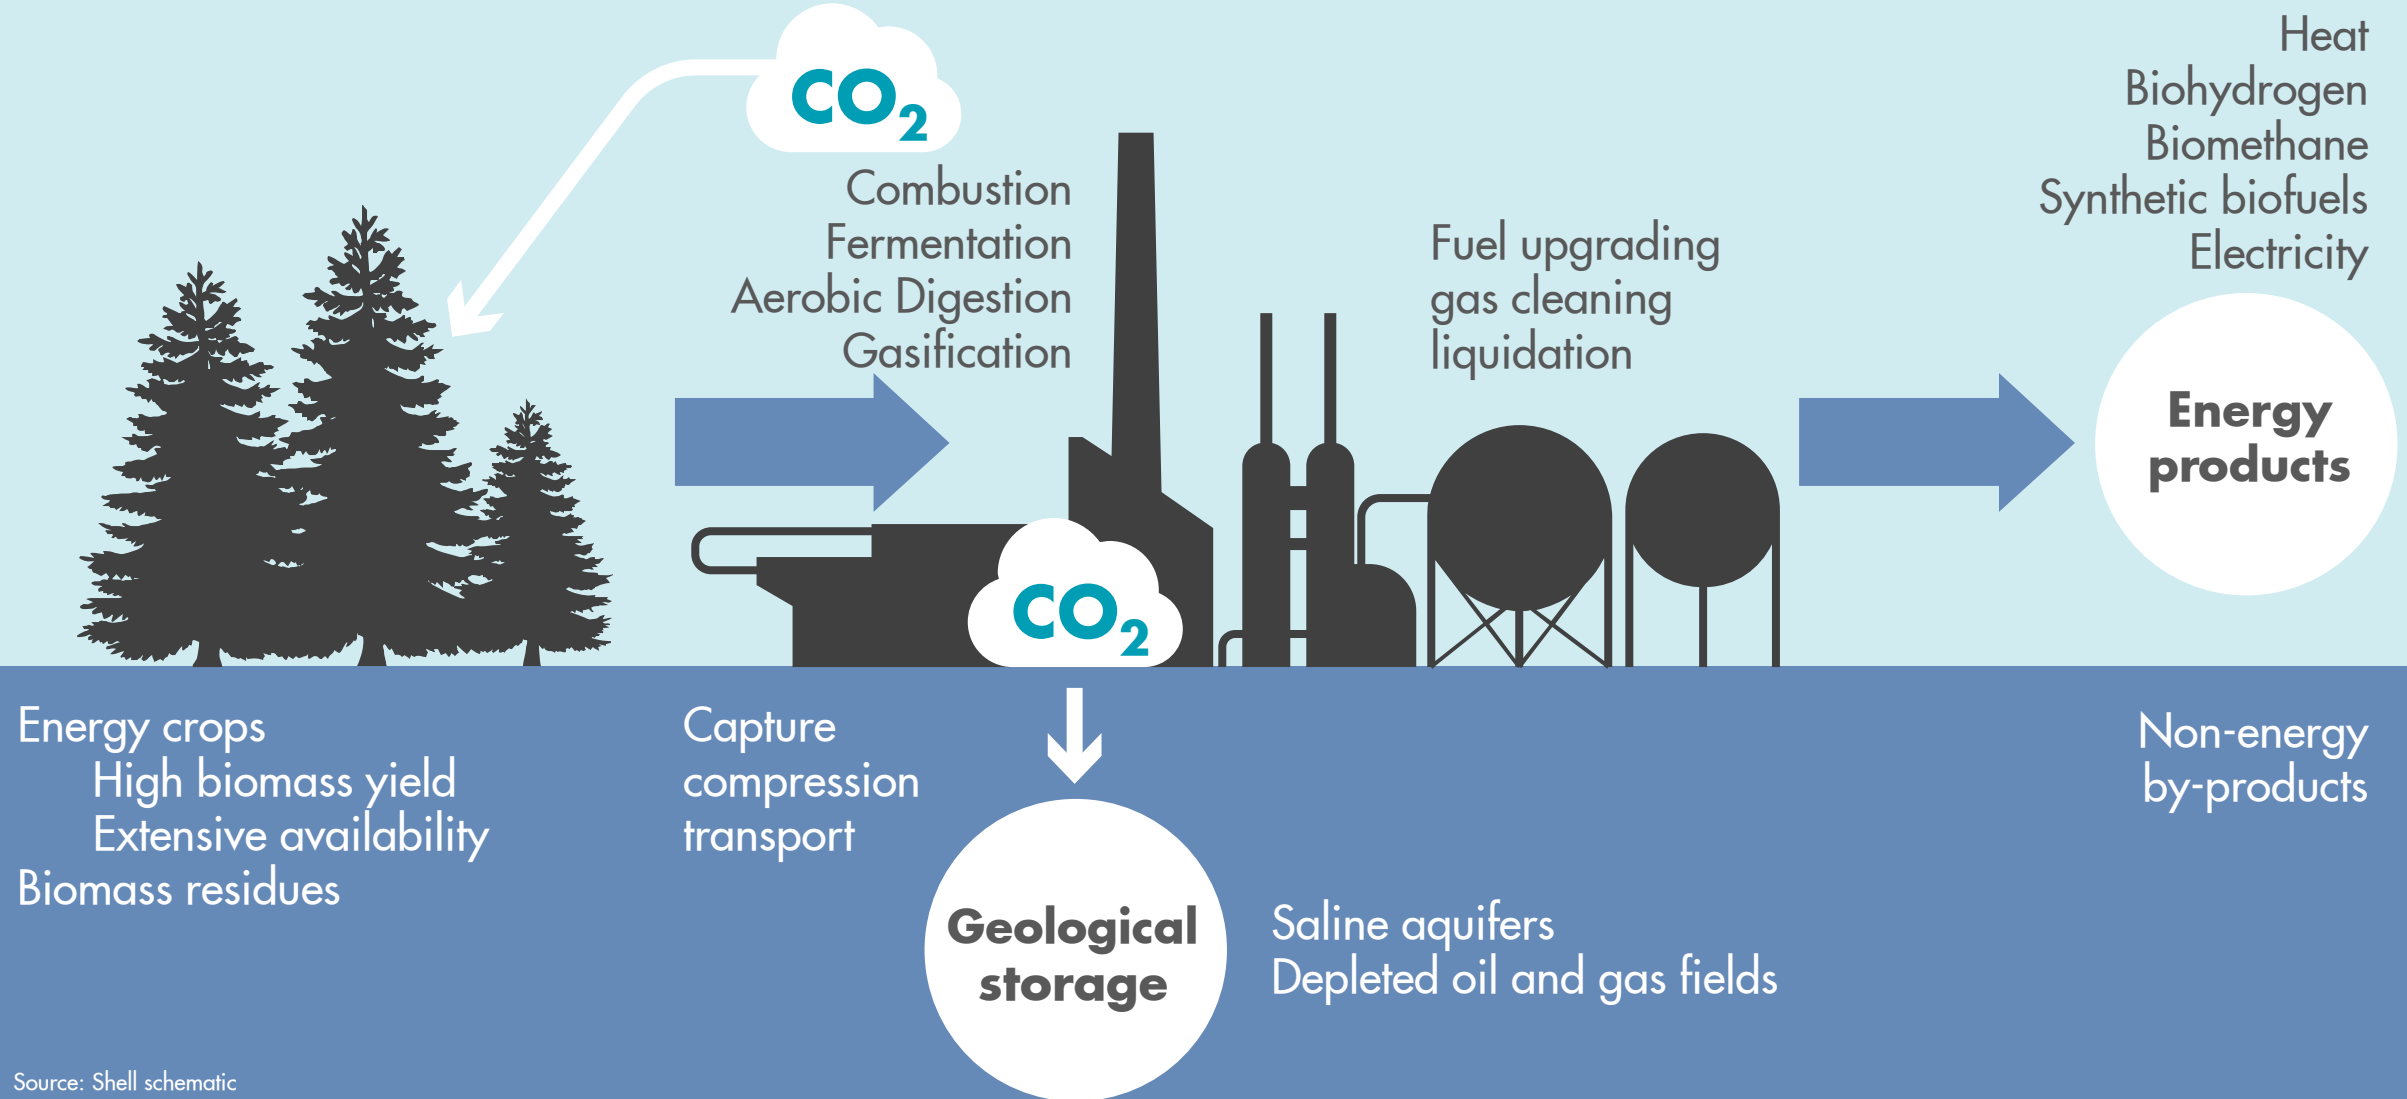 CO₂
Combustion
Fermentation
Aerobic Digestion
Gasification
Fuel upgrading
gas cleaning
liquidation
Heat
Biohydrogen
Biomethane
Synthetic biofuels
Electricity
Energy
products
CO₂
Energy crops
High biomass yield
Extensive availability
Biomass residues
Capture
compression
transport
Geological
storage
Saline aquifers
Depleted oil and gas fields
Non-energy
by-products
Source: Shell schematic